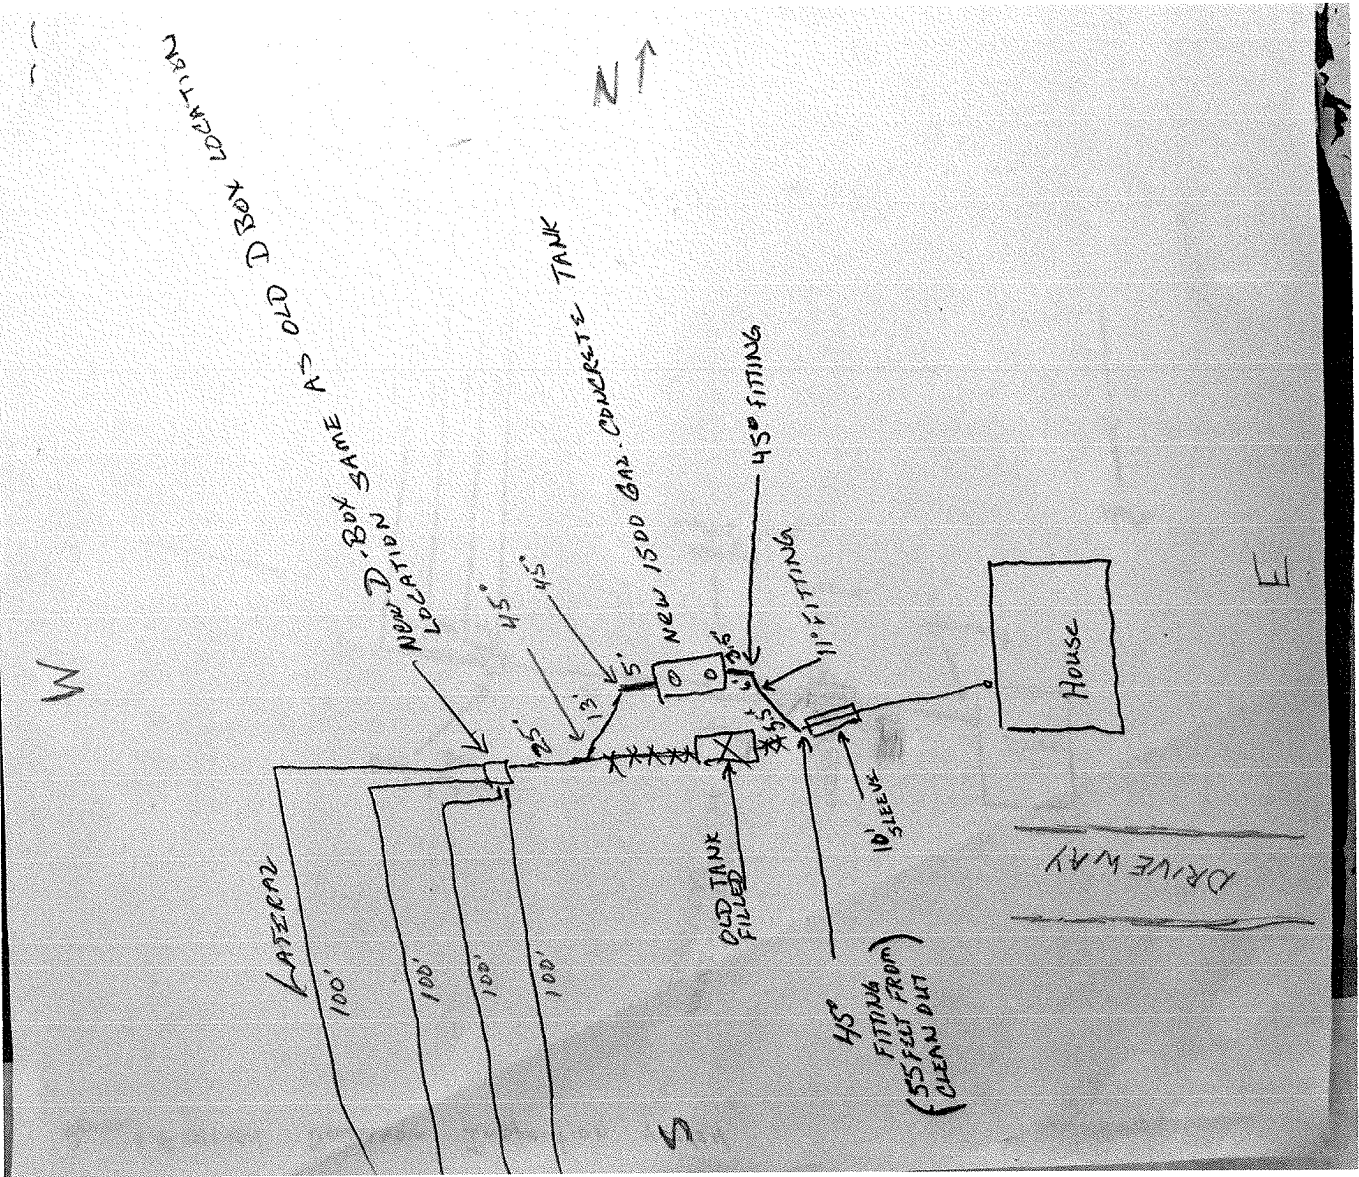 N
W
NEW D-BOX
LOCATION SAME AS OLD D BOX LOCATION
45°
45°
NEW 1500 GAL. CONCRETE TANK
45° FITTING
11° FITTING
25'
13'
5'
LATERAL
100'
100'
100'
100'
OLD TANK
FILLED
10'
SLEEVE
45°
FITTING
(55 FEET FROM
CLEAN OUT)
House
DRIVEWAY
E
S